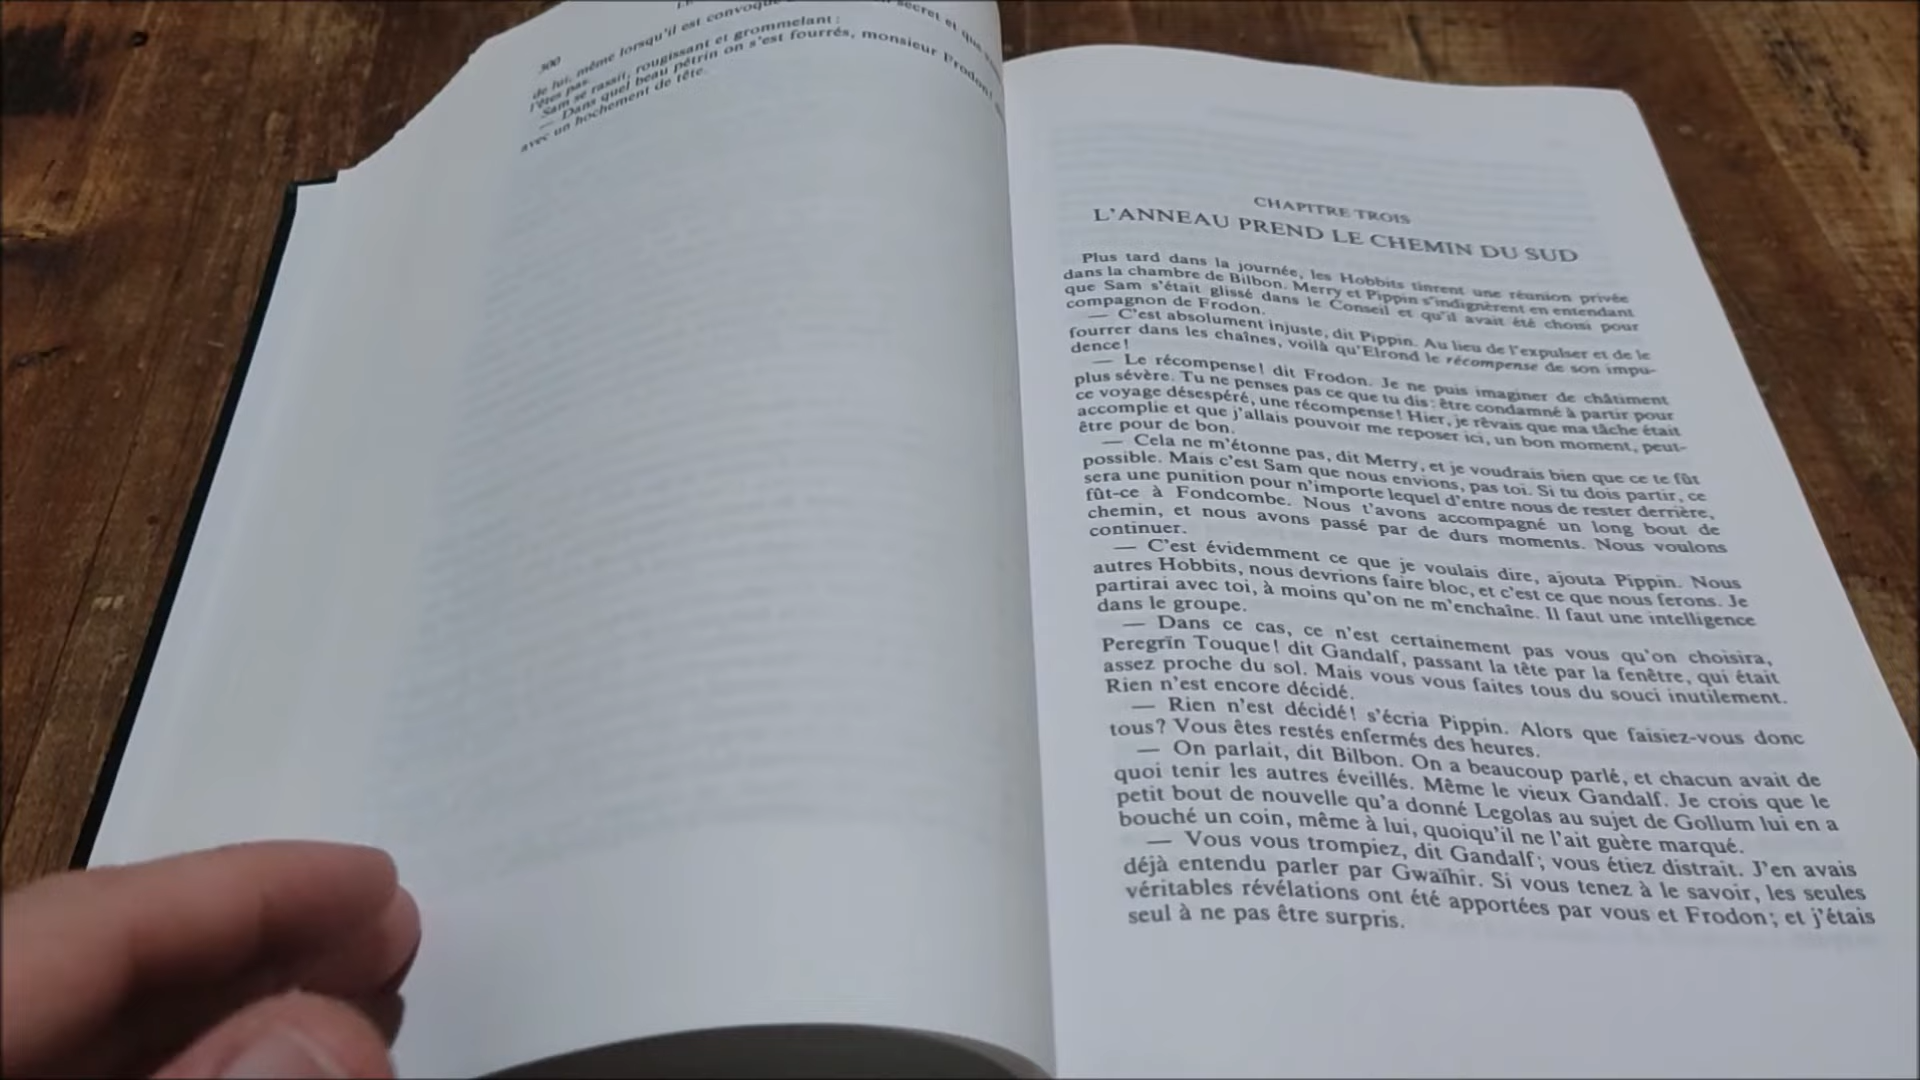 300
de lui, même lorsqu'il est convoqué secret et que
l'êtes pas.
Sam se rassit, rougissant et grommelant :
— Dans quel beau pétrin on s'est fourrés, monsieur Frodon!
avec un hochement de tête.
CHAPITRE TROIS
L'ANNEAU PREND LE CHEMIN DU SUD
Plus tard dans la journée, les Hobbits tinrent une réunion privée
dans la chambre de Bilbon. Merry et Pippin s'indignèrent en entendant
que Sam s'était glissé dans le Conseil et qu'il avait été choisi pour
compagnon de Frodon.
— C'est absolument injuste, dit Pippin. Au lieu de l'expulser et de le
fourrer dans les chaînes, voilà qu'Elrond le récompense de son impu-
dence!
— Le récompense! dit Frodon. Je ne puis imaginer de châtiment
plus sévère. Tu ne penses pas ce que tu dis : être condamné à partir pour
ce voyage désespéré, une récompense! Hier, je rêvais que ma tâche était
accomplie et que j'allais pouvoir me reposer ici, un bon moment, peut-
être pour de bon.
— Cela ne m'étonne pas, dit Merry, et je voudrais bien que ce te fût
possible. Mais c'est Sam que nous envions, pas toi. Si tu dois partir, ce
sera une punition pour n'importe lequel d'entre nous de rester derrière,
fût-ce à Fondcombe. Nous t'avons accompagné un long bout de
chemin, et nous avons passé par de durs moments. Nous voulons
continuer.
— C'est évidemment ce que je voulais dire, ajouta Pippin. Nous
autres Hobbits, nous devrions faire bloc, et c'est ce que nous ferons. Je
partirai avec toi, à moins qu'on ne m'enchaîne. Il faut une intelligence
dans le groupe.
— Dans ce cas, ce n'est certainement pas vous qu'on choisira,
Peregrïn Touque! dit Gandalf, passant la tête par la fenêtre, qui était
assez proche du sol. Mais vous vous faites tous du souci inutilement.
Rien n'est encore décidé.
— Rien n'est décidé! s'écria Pippin. Alors que faisiez-vous donc
tous? Vous êtes restés enfermés des heures.
— On parlait, dit Bilbon. On a beaucoup parlé, et chacun avait de
quoi tenir les autres éveillés. Même le vieux Gandalf. Je crois que le
petit bout de nouvelle qu'a donné Legolas au sujet de Gollum lui en a
bouché un coin, même à lui, quoiqu'il ne l'ait guère marqué.
— Vous vous trompiez, dit Gandalf; vous étiez distrait. J'en avais
déjà entendu parler par Gwaïhir. Si vous tenez à le savoir, les seules
véritables révélations ont été apportées par vous et Frodon; et j'étais
seul à ne pas être surpris.